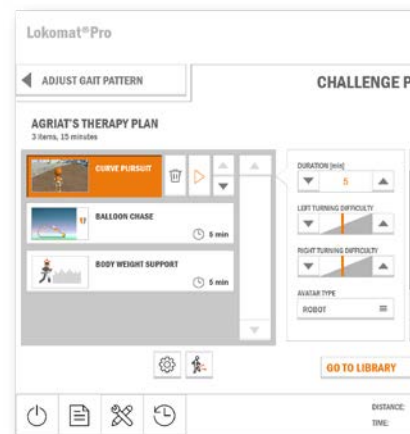 Lokomat®Pro
ADJUST GAIT PATTERN
CHALLENGE P
AGRIAT'S THERAPY PLAN
3 items, 15 minutes
CURVE PURSUIT
BALLOON CHASE
5 min
BODY WEIGHT SUPPORT
5 min
DURATION [min]
5
LEFT TURNING DIFFICULTY
RIGHT TURNING DIFFICULTY
AVATAR TYPE
ROBOT
GO TO LIBRARY
DISTANCE:
TIME: